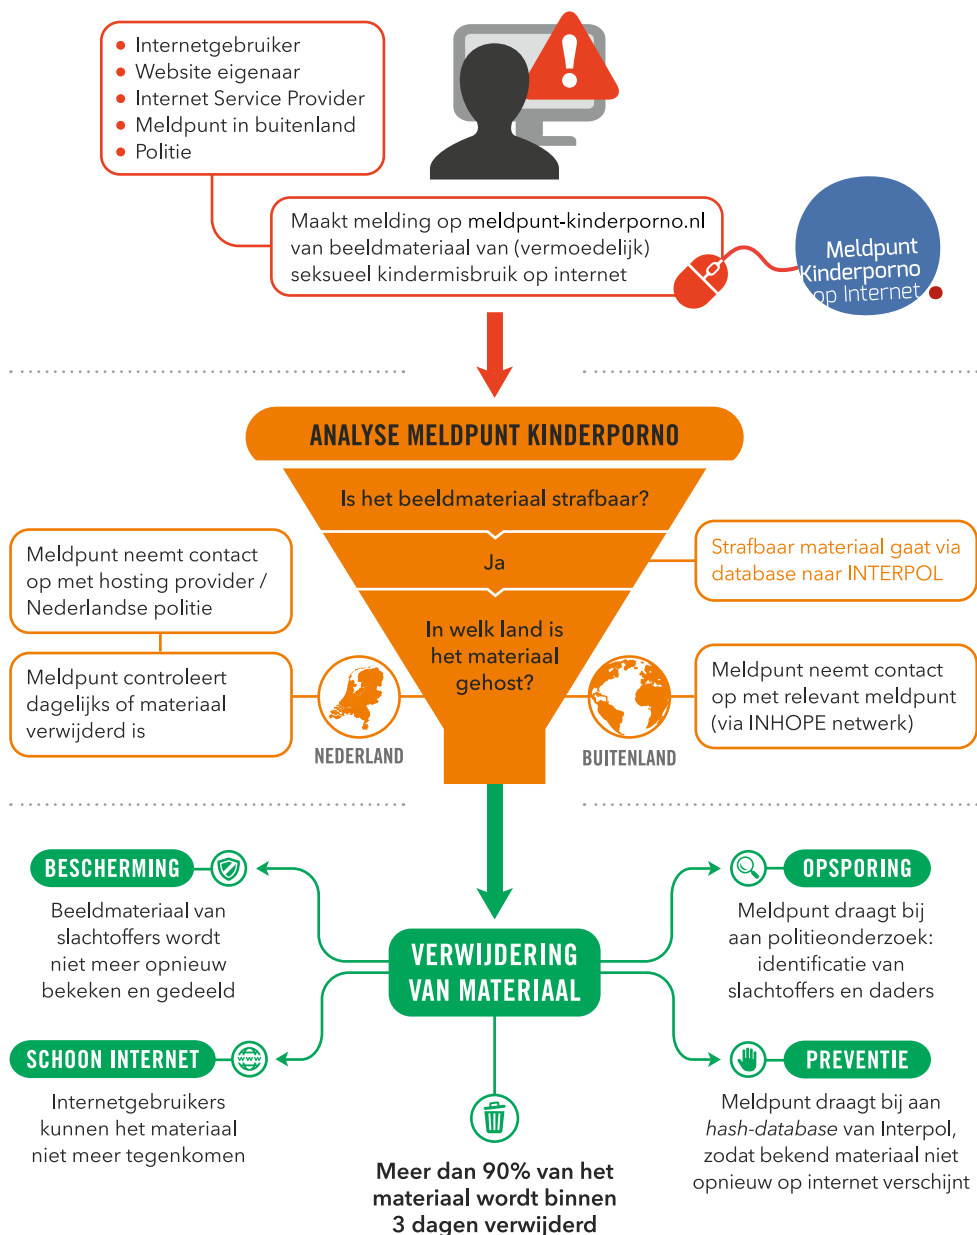 Internetgebruiker
Website eigenaar
Internet Service Provider
Meldpunt in buitenland
Politie
Maakt melding op meldpunt-kinderporno.nl
van beeldmateriaal van (vermoedelijk)
seksueel kindermisbruik op internet
Meldpunt
Kinderporno
op Internet
ANALYSE MELDPUNT KINDERPORNO
Is het beeldmateriaal strafbaar?
Ja
Strafbaar materiaal gaat via
database naar INTERPOL
Meldpunt neemt contact
op met hosting provider /
Nederlandse politie
In welk land is
het materiaal
gehost?
Meldpunt controleert
dagelijks of materiaal
verwijderd is
NEDERLAND
BUITENLAND
Meldpunt neemt contact
op met relevant meldpunt
(via INHOPE netwerk)
BESCHERMING
Beeldmateriaal van
slachtoffers wordt
niet meer opnieuw
bekeken en gedeeld
OPSPORING
Meldpunt draagt bij
aan politieonderzoek:
identificatie van
slachtoffers en daders
VERWIJDERING
VAN MATERIAAL
SCHOON INTERNET
www
Internetgebruikers
kunnen het materiaal
niet meer tegenkomen
PREVENTIE
Meldpunt draagt bij aan
hash-database van Interpol,
zodat bekend materiaal niet
opnieuw op internet verschijnt
Meer dan 90% van het
materiaal wordt binnen
3 dagen verwijderd